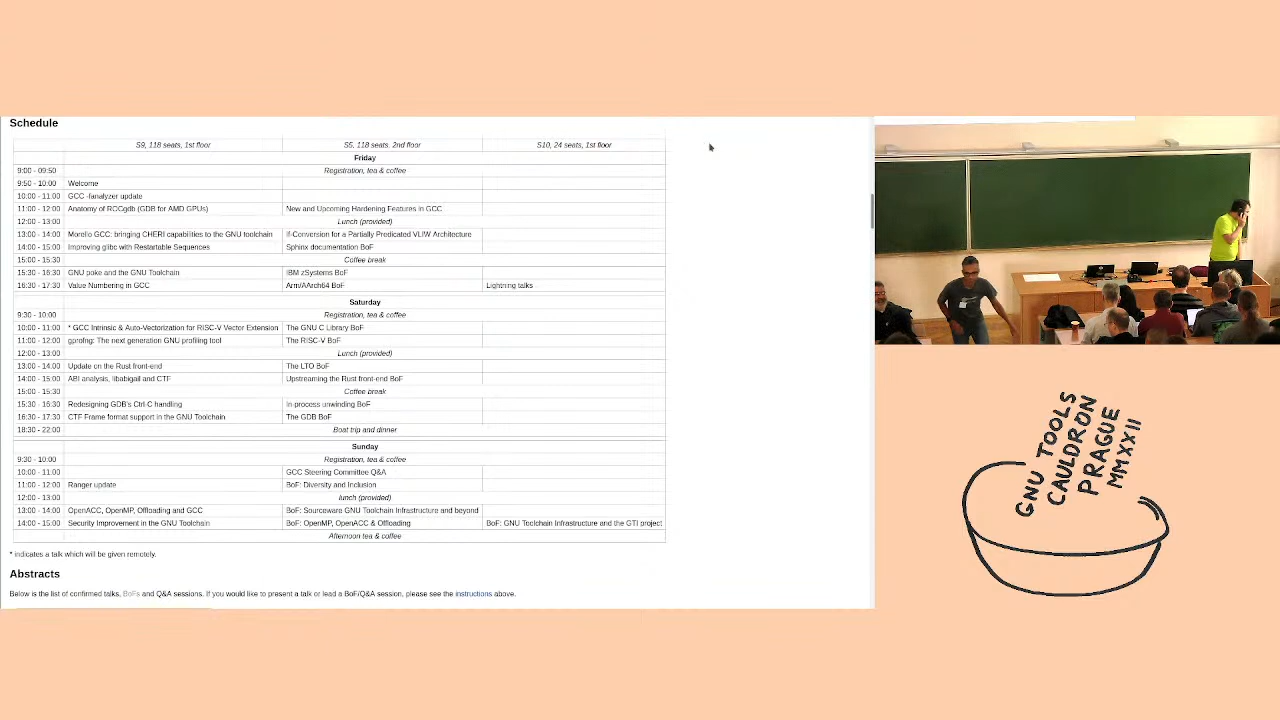 Schedule
S9, 118 seats, 1st floor S5, 118 seats. 2nd floor S10, 24 seats, 1st floor
Friday
9:00 - 09:50 Registration, tea & coffee
9:50 - 10:00 Welcome
10:00 - 11:00 GCC -fanalyzer update
11:00 - 12:00 Anatomy of ROCgdb (GDB for AMD GPUs) New and Upcoming Hardening Features in GCC
12:00 - 13:00 Lunch (provided)
13:00 - 14:00 Morello GCC: bringing CHERI capabilities to the GNU toolchain If-Conversion for a Partially Predicated VLIW Architecture
14:00 - 15:00 Improving glibc with Restartable Sequences Sphinx documentation BoF
15:00 - 15:30 Coffee break
15:30 - 16:30 GNU poke and the GNU Toolchain IBM zSystems BoF
16:30 - 17:30 Value Numbering in GCC Arm/AArch64 BoF Lightning talks
Saturday
9:30 - 10:00 Registration, tea & coffee
10:00 - 11:00 * GCC Intrinsic & Auto-Vectorization for RISC-V Vector Extension The GNU C Library BoF
11:00 - 12:00 gprofng: The next generation GNU profiling tool The RISC-V BoF
12:00 - 13:00 Lunch (provided)
13:00 - 14:00 Update on the Rust front-end The LTO BoF
14:00 - 15:00 ABI analysis, libabigail and CTF Upstreaming the Rust front-end BoF
15:00 - 15:30 Coffee break
15:30 - 16:30 Redesigning GDB's Ctrl-C handling In-process unwinding BoF
16:30 - 17:30 CTF Frame format support in the GNU Toolchain The GDB BoF
18:30 - 22:00 Boat trip and dinner
Sunday
9:30 - 10:00 Registration, tea & coffee
10:00 - 11:00 GCC Steering Committee Q&A
11:00 - 12:00 Ranger update BoF: Diversity and Inclusion
12:00 - 13:00 lunch (provided)
13:00 - 14:00 OpenACC, OpenMP, Offloading and GCC BoF: Sourceware GNU Toolchain Infrastructure and beyond
14:00 - 15:00 Security Improvement in the GNU Toolchain BoF: OpenMP, OpenACC & Offloading BoF: GNU Toolchain Infrastructure and the GTI project
Afternoon tea & coffee
* indicates a talk which will be given remotely.
Abstracts
Below is the list of confirmed talks, BoFs and Q&A sessions. If you would like to present a talk or lead a BoF/Q&A session, please see the instructions above.
GNU TOOLS
CAULDRON
PRAGUE
MMXXII